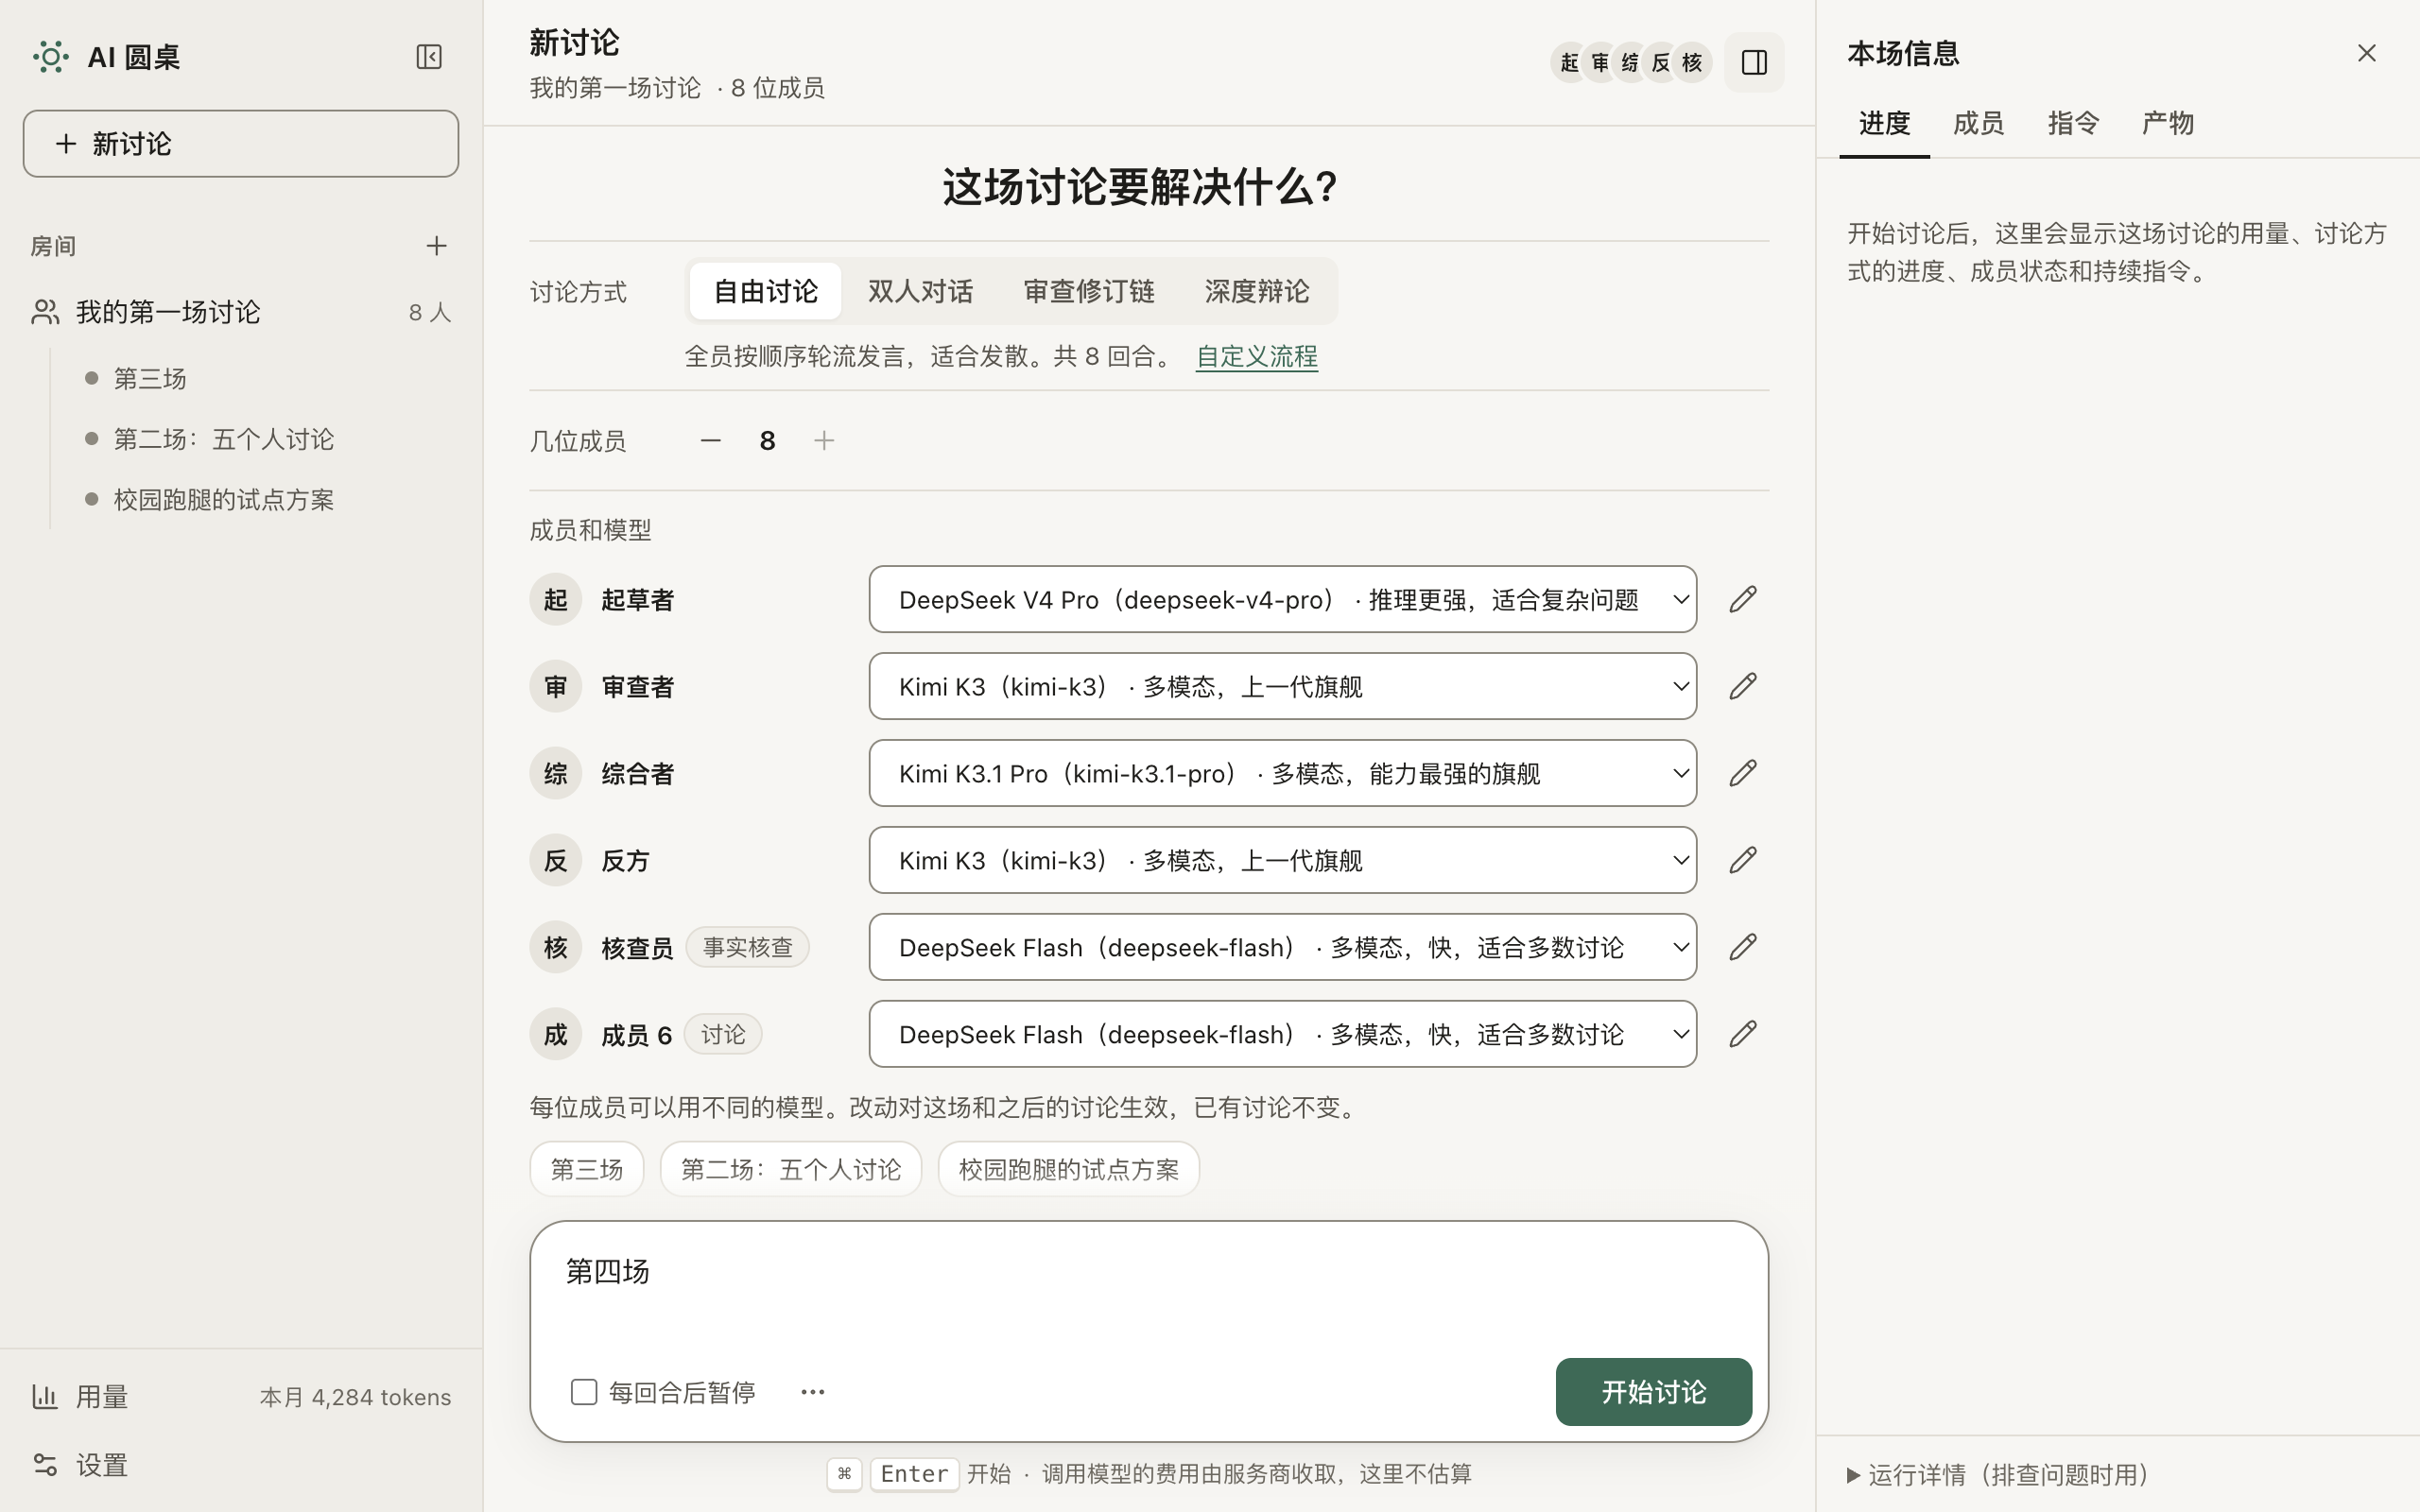 AI 圆桌
新讨论
房间
我的第一场讨论 8 人
第三场
第二场：五个人讨论
校园跑腿的试点方案
用量 本月 4,284 tokens
设置
新讨论
我的第一场讨论 · 8 位成员
起 审 综 反 核
这场讨论要解决什么？
讨论方式 自由讨论 双人对话 审查修订链 深度辩论
全员按顺序轮流发言，适合发散。共 8 回合。 自定义流程
几位成员 8
成员和模型
起 起草者 DeepSeek V4 Pro（deepseek-v4-pro） · 推理更强，适合复杂问题
审 审查者 Kimi K3（kimi-k3） · 多模态，上一代旗舰
综 综合者 Kimi K3.1 Pro（kimi-k3.1-pro） · 多模态，能力最强的旗舰
反 反方 Kimi K3（kimi-k3） · 多模态，上一代旗舰
核 核查员 事实核查 DeepSeek Flash（deepseek-flash） · 多模态，快，适合多数讨论
成 成员 6 讨论 DeepSeek Flash（deepseek-flash） · 多模态，快，适合多数讨论
每位成员可以用不同的模型。改动对这场和之后的讨论生效，已有讨论不变。
第三场 第二场：五个人讨论 校园跑腿的试点方案
第四场
每回合后暂停 ··· 开始讨论
⌘ Enter 开始 · 调用模型的费用由服务商收取，这里不估算
本场信息
进度 成员 指令 产物
开始讨论后，这里会显示这场讨论的用量、讨论方
式的进度、成员状态和持续指令。
运行详情（排查问题时用）